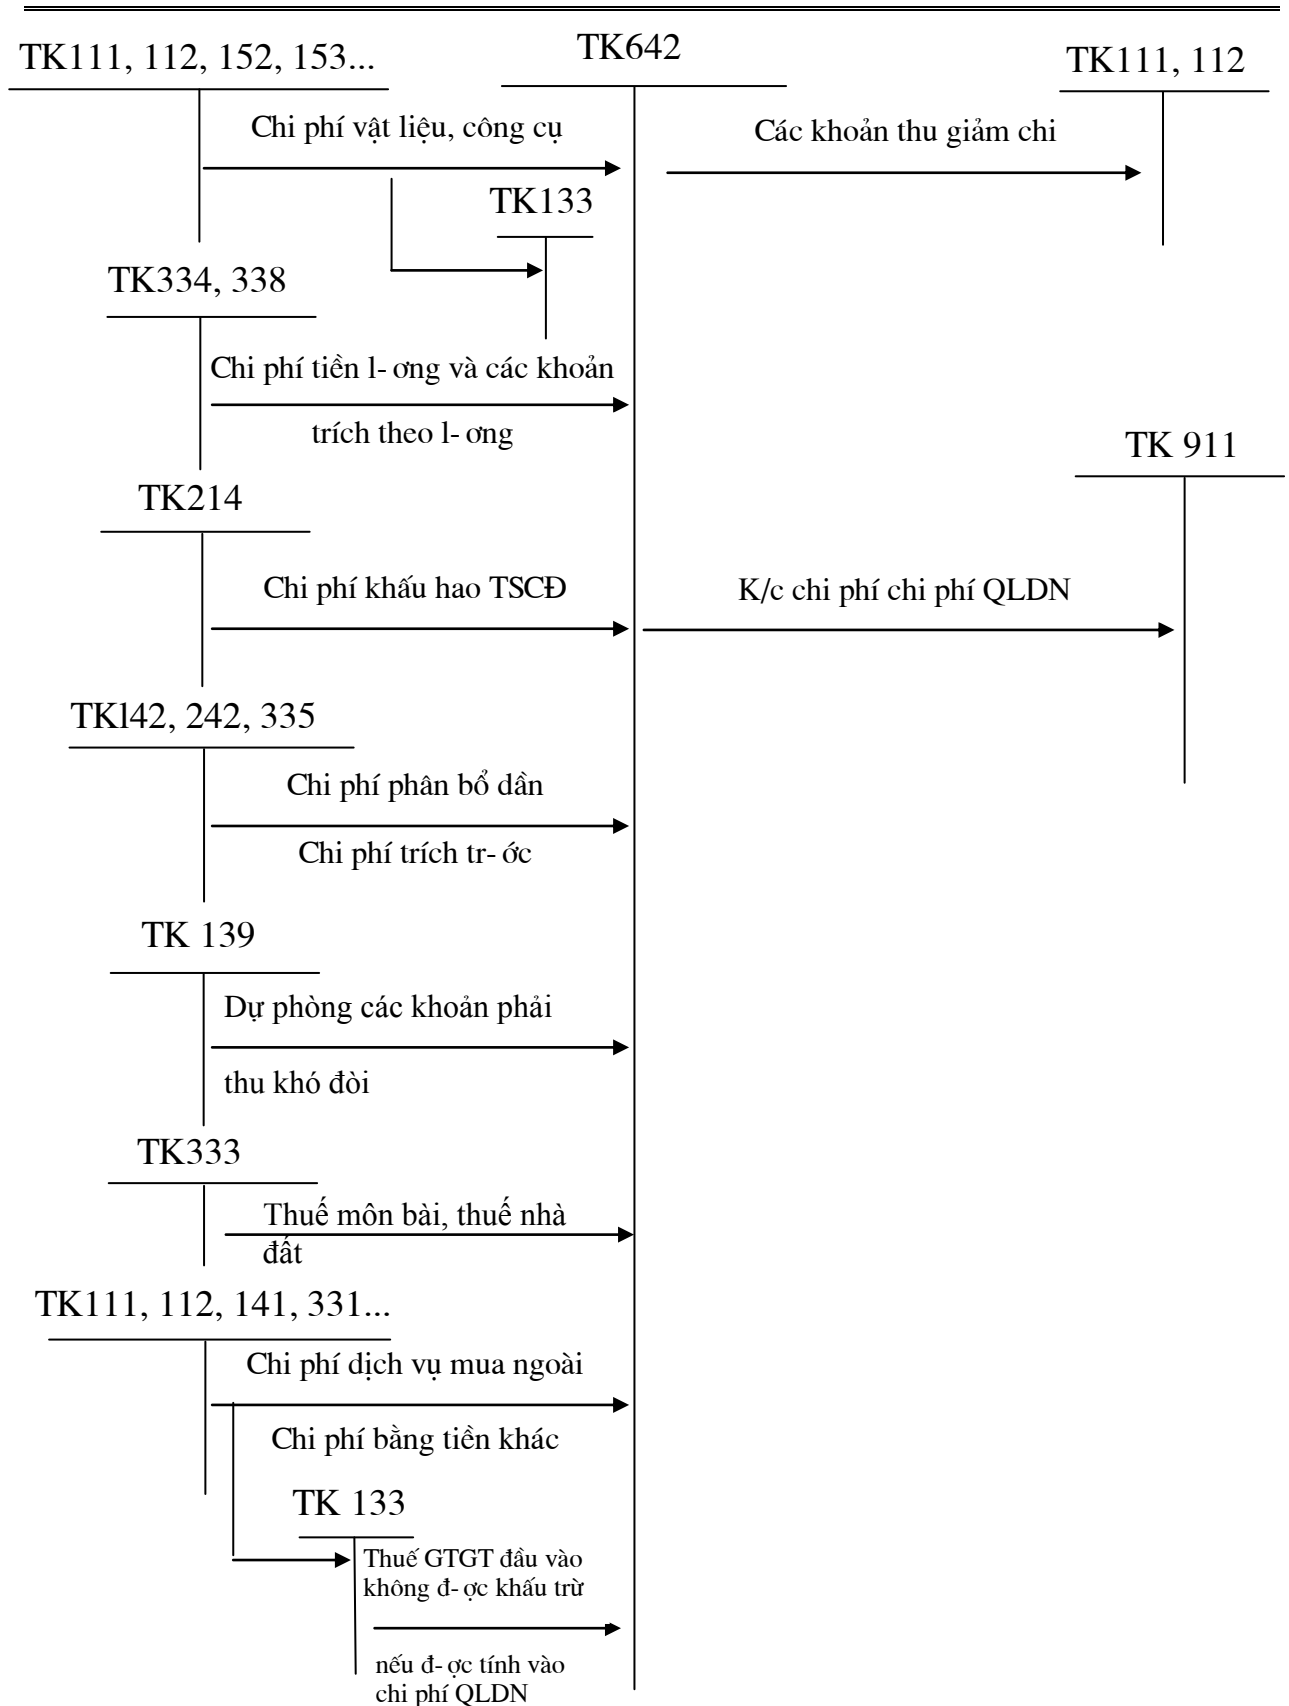 TK111, 112, 152, 153...
TK642
TK111, 112
Chi phí vật liệu, công cụ
Các khoản thu giảm chi
TK133
TK334, 338
Chi phí tiền l- ơng và các khoản
trích theo l- ơng
TK 911
TK214
Chi phí khấu hao TSCĐ
K/c chi phí chi phí QLDN
TK142, 242, 335
Chi phí phân bổ dần
Chi phí trích tr- ớc
TK 139
Dự phòng các khoản phải
thu khó đòi
TK333
Thuế môn bài, thuế nhà
đất
TK111, 112, 141, 331...
Chi phí dịch vụ mua ngoài
Chi phí bằng tiền khác
TK 133
Thuế GTGT đầu vào
không đ- ợc khấu trừ
nếu đ- ợc tính vào
chi phí QLDN